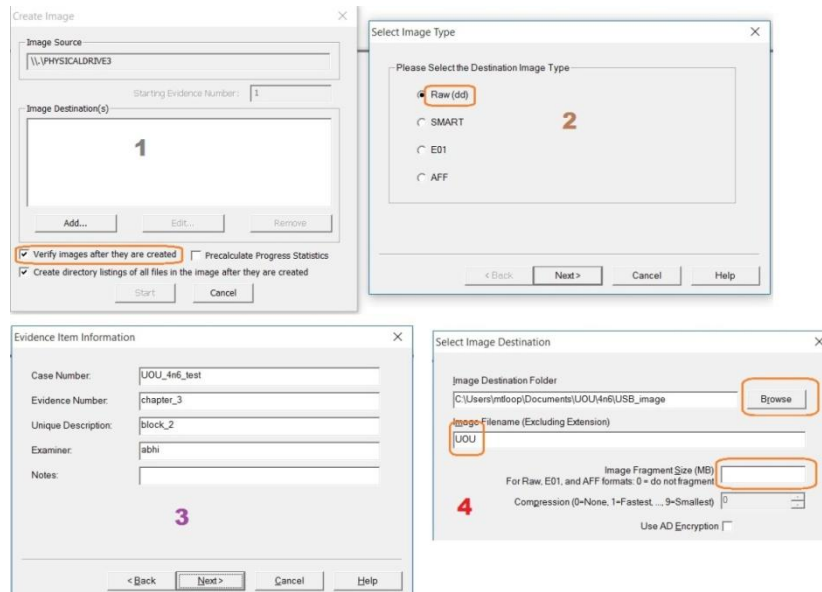 Create Image
Image Source
\\.\PHYSICALDRIVE3
Starting Evidence Number: 1
Image Destination(s)
1
Add... Edit... Remove
Verify images after they are created Precalculate Progress Statistics
Create directory listings of all files in the image after they are created
Start Cancel
Select Image Type
Please Select the Destination Image Type
Raw (dd)
SMART
2
E01
AFF
< Back Next > Cancel Help
Evidence Item Information
Case Number: UOU_4n6_test
Evidence Number: chapter_3
Unique Description: block_2
Examiner: abhi
Notes:
3
< Back Next > Cancel Help
Select Image Destination
Image Destination Folder
C:\Users\mtloop\Documents\UOU\4n6\USB_image Browse
Image Filename (Excluding Extension)
UOU
Image Fragment Size (MB)
For Raw, E01, and AFF formats: 0 = do not fragment
4
Compression (0=None, 1=Fastest, ..., 9=Smallest) 0
Use AD Encryption